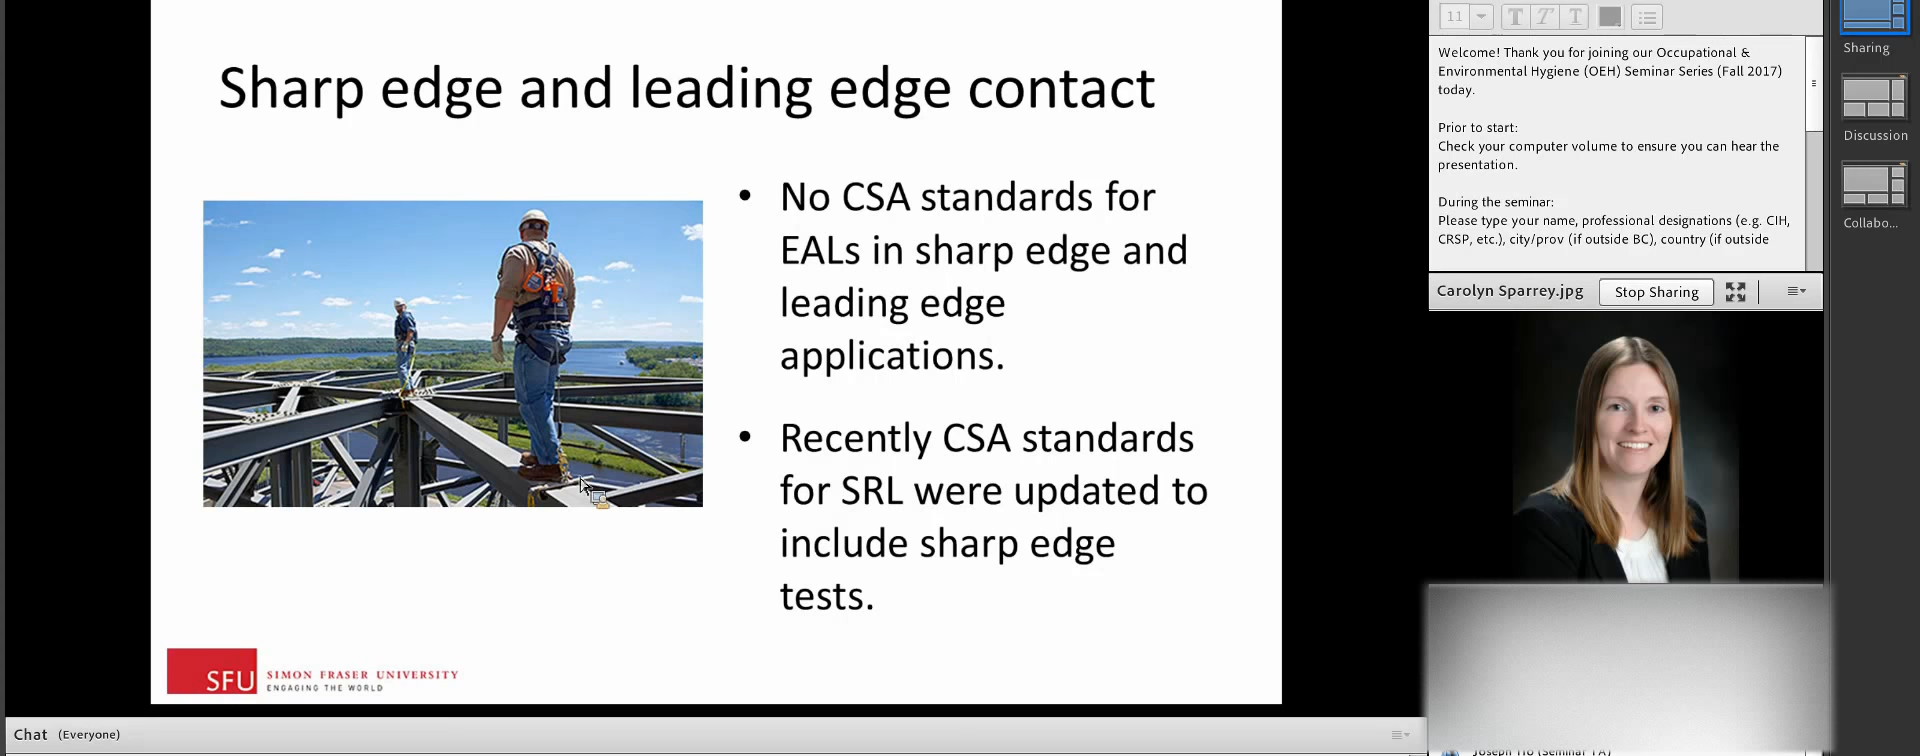 Sharp edge and leading edge contact
• No CSA standards for
EALs in sharp edge and
leading edge
applications.
• Recently CSA standards
for SRL were updated to
include sharp edge
tests.
SFU
SIMON FRASER UNIVERSITY
ENGAGING THE WORLD
Chat (Everyone)
11
T T T
Welcome! Thank you for joining our Occupational &
Environmental Hygiene (OEH) Seminar Series (Fall 2017)
today.
Prior to start:
Check your computer volume to ensure you can hear the
presentation.
During the seminar:
Please type your name, professional designations (e.g. CIH,
CRSP, etc.), city/prov (if outside BC), country (if outside
Carolyn Sparrey.jpg
Stop Sharing
Sharing
Discussion
Collabo...